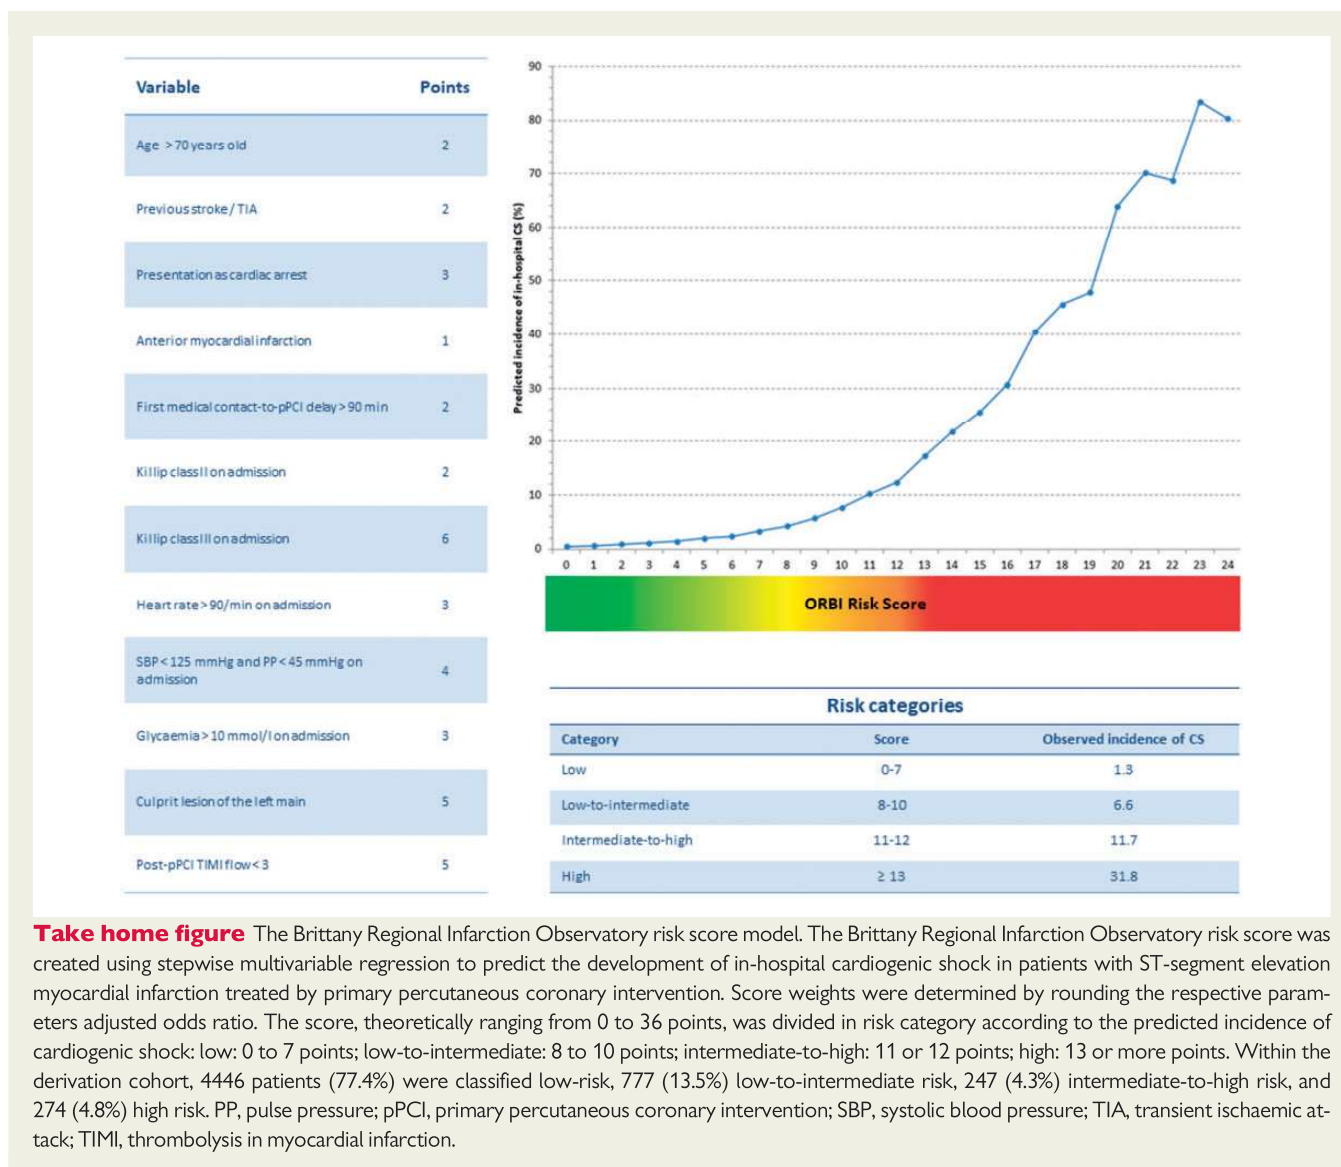 Variable Points
Age >70 years old 2
Previous stroke / TIA 2
Presentation as cardiac arrest 3
Anterior myocardial infarction 1
First medical contact-to-pPCI delay > 90 min 2
Killip class II on admission 2
Killip class III on admission 6
Heart rate > 90/min on admission 3
SBP < 125 mmHg and PP < 45 mmHg on
admission 4
Glycaemia > 10 mmol/l on admission 3
Culprit lesion of the left main 5
Post-pPCI TIMI flow < 3 5
Predicted incidence of in-hospital CS (%)
90
80
70
60
50
40
30
20
10
0
0 1 2 3 4 5 6 7 8 9 10 11 12 13 14 15 16 17 18 19 20 21 22 23 24
ORBI Risk Score
Risk categories
Category Score Observed incidence of CS
Low 0-7 1.3
Low-to-intermediate 8-10 6.6
Intermediate-to-high 11-12 11.7
High ≥ 13 31.8
Take home figure The Brittany Regional Infarction Observatory risk score model. The Brittany Regional Infarction Observatory risk score was
created using stepwise multivariable regression to predict the development of in-hospital cardiogenic shock in patients with ST-segment elevation
myocardial infarction treated by primary percutaneous coronary intervention. Score weights were determined by rounding the respective param-
eters adjusted odds ratio. The score, theoretically ranging from 0 to 36 points, was divided in risk category according to the predicted incidence of
cardiogenic shock: low: 0 to 7 points; low-to-intermediate: 8 to 10 points; intermediate-to-high: 11 or 12 points; high: 13 or more points. Within the
derivation cohort, 4446 patients (77.4%) were classified low-risk, 777 (13.5%) low-to-intermediate risk, 247 (4.3%) intermediate-to-high risk, and
274 (4.8%) high risk. PP, pulse pressure; pPCI, primary percutaneous coronary intervention; SBP, systolic blood pressure; TIA, transient ischaemic at-
tack; TIMI, thrombolysis in myocardial infarction.